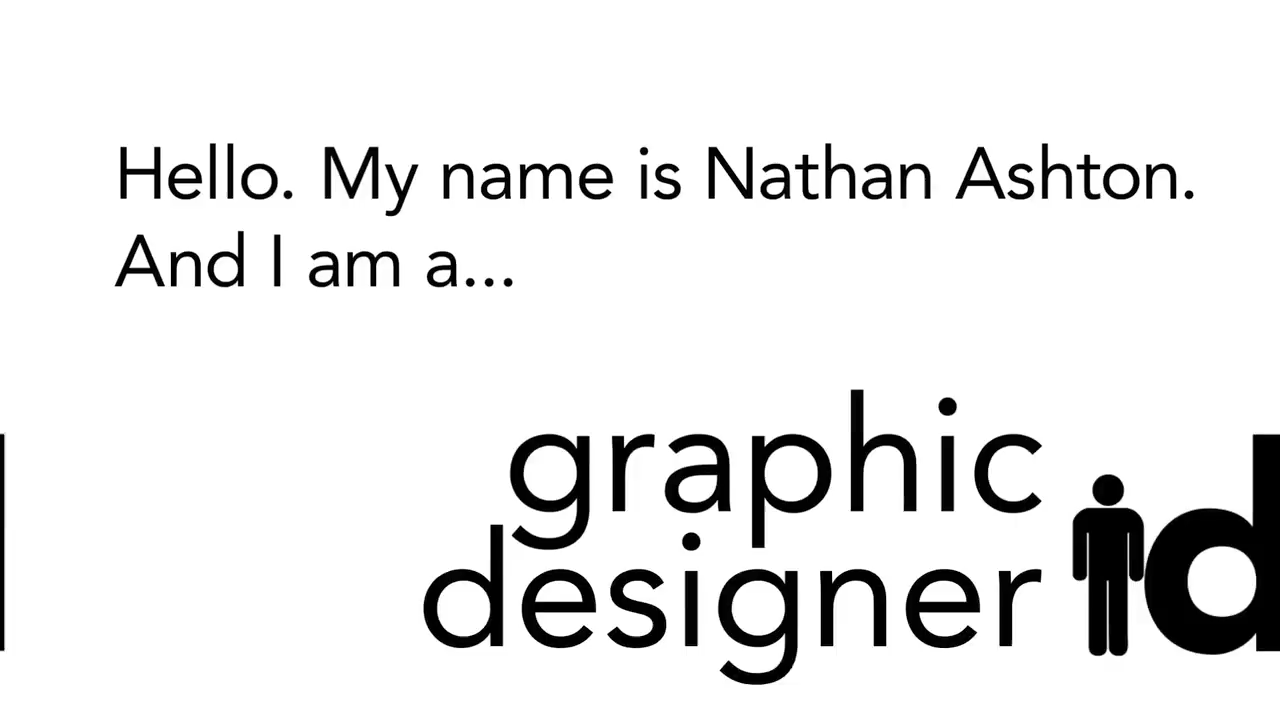 Hello. My name is Nathan Ashton.
And I am a...
graphic
designer
id